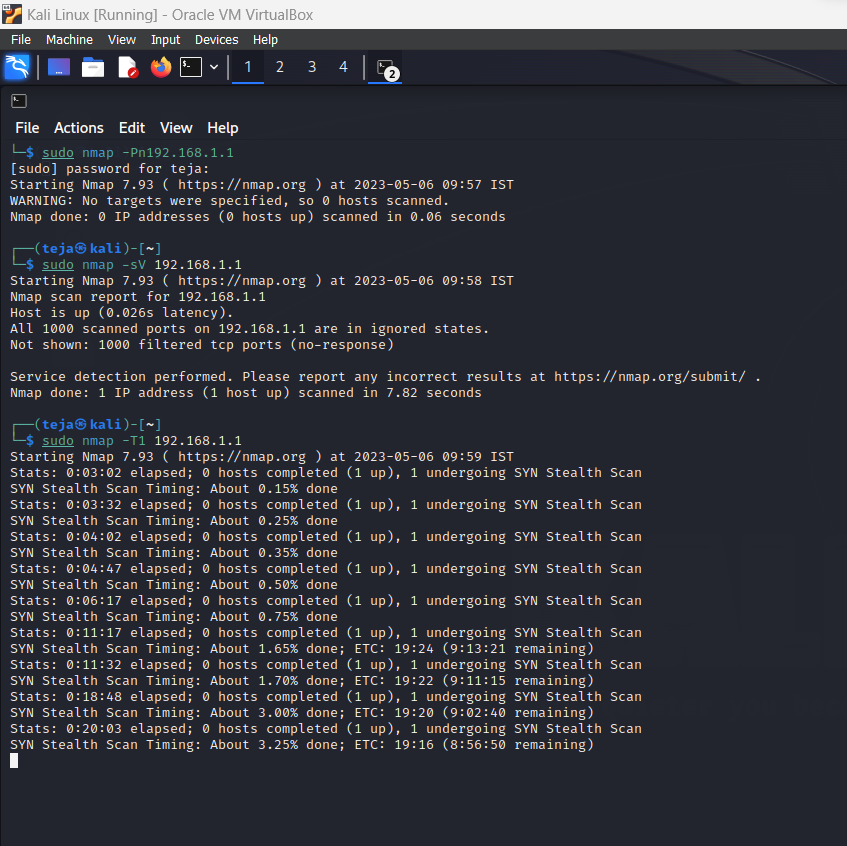 Kali Linux [Running] - Oracle VM VirtualBox
File Machine View Input Devices Help
1 2 3 4 2
File Actions Edit View Help
└─$ sudo nmap -Pn192.168.1.1
[sudo] password for teja:
Starting Nmap 7.93 ( https://nmap.org ) at 2023-05-06 09:57 IST
WARNING: No targets were specified, so 0 hosts scanned.
Nmap done: 0 IP addresses (0 hosts up) scanned in 0.06 seconds
┌──(teja㉿kali)-[~]
└─$ sudo nmap -sV 192.168.1.1
Starting Nmap 7.93 ( https://nmap.org ) at 2023-05-06 09:58 IST
Nmap scan report for 192.168.1.1
Host is up (0.026s latency).
All 1000 scanned ports on 192.168.1.1 are in ignored states.
Not shown: 1000 filtered tcp ports (no-response)
Service detection performed. Please report any incorrect results at https://nmap.org/submit/ .
Nmap done: 1 IP address (1 host up) scanned in 7.82 seconds
┌──(teja㉿kali)-[~]
└─$ sudo nmap -T1 192.168.1.1
Starting Nmap 7.93 ( https://nmap.org ) at 2023-05-06 09:59 IST
Stats: 0:03:02 elapsed; 0 hosts completed (1 up), 1 undergoing SYN Stealth Scan
SYN Stealth Scan Timing: About 0.15% done
Stats: 0:03:32 elapsed; 0 hosts completed (1 up), 1 undergoing SYN Stealth Scan
SYN Stealth Scan Timing: About 0.25% done
Stats: 0:04:02 elapsed; 0 hosts completed (1 up), 1 undergoing SYN Stealth Scan
SYN Stealth Scan Timing: About 0.35% done
Stats: 0:04:47 elapsed; 0 hosts completed (1 up), 1 undergoing SYN Stealth Scan
SYN Stealth Scan Timing: About 0.50% done
Stats: 0:06:17 elapsed; 0 hosts completed (1 up), 1 undergoing SYN Stealth Scan
SYN Stealth Scan Timing: About 0.75% done
Stats: 0:11:17 elapsed; 0 hosts completed (1 up), 1 undergoing SYN Stealth Scan
SYN Stealth Scan Timing: About 1.65% done; ETC: 19:24 (9:13:21 remaining)
Stats: 0:11:32 elapsed; 0 hosts completed (1 up), 1 undergoing SYN Stealth Scan
SYN Stealth Scan Timing: About 1.70% done; ETC: 19:22 (9:11:15 remaining)
Stats: 0:18:48 elapsed; 0 hosts completed (1 up), 1 undergoing SYN Stealth Scan
SYN Stealth Scan Timing: About 3.00% done; ETC: 19:20 (9:02:40 remaining)
Stats: 0:20:03 elapsed; 0 hosts completed (1 up), 1 undergoing SYN Stealth Scan
SYN Stealth Scan Timing: About 3.25% done; ETC: 19:16 (8:56:50 remaining)